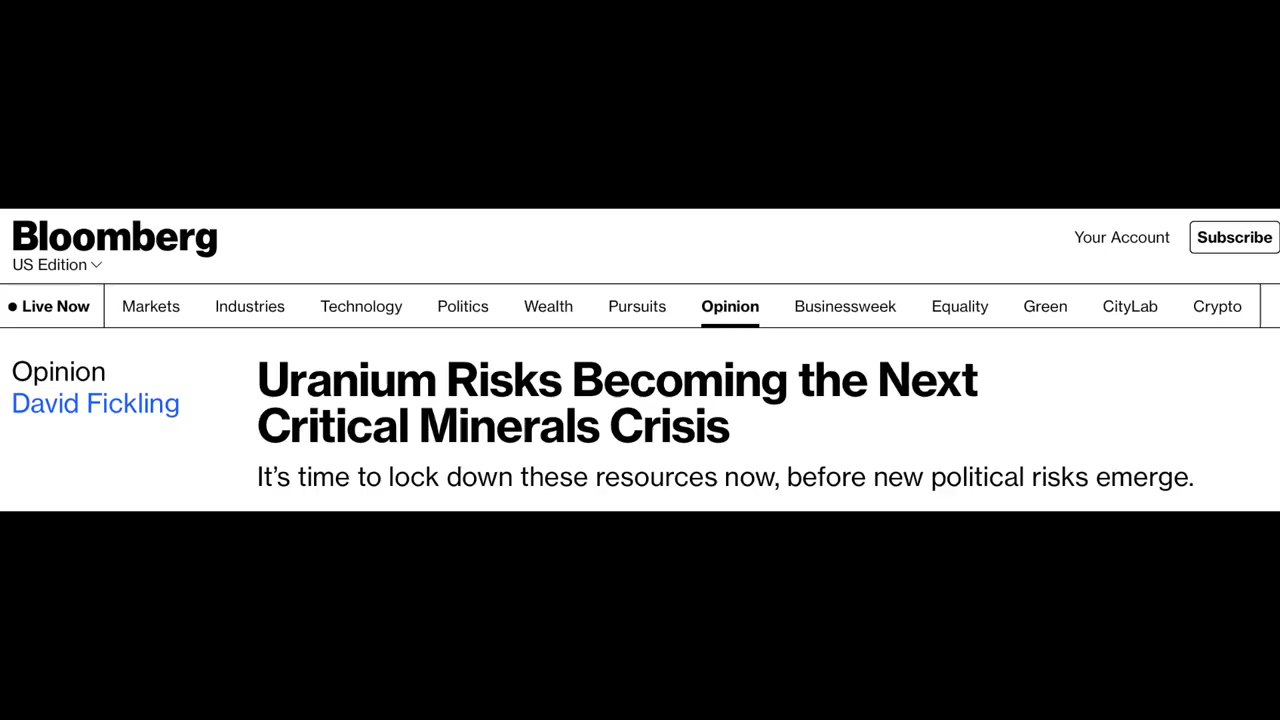 Bloomberg
US Edition
Your Account
Subscribe
Live Now
Markets
Industries
Technology
Politics
Wealth
Pursuits
Opinion
Businessweek
Equality
Green
CityLab
Crypto
Opinion
David Fickling
Uranium Risks Becoming the Next
Critical Minerals Crisis
It’s time to lock down these resources now, before new political risks emerge.